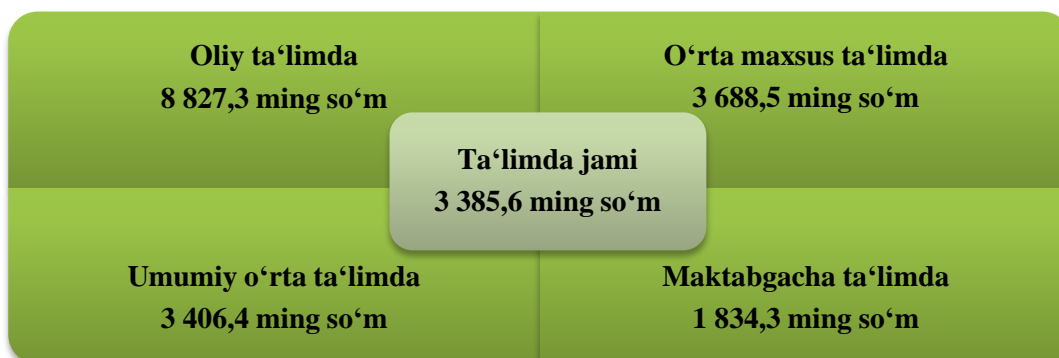 Oliy ta‘limda
8 827,3 ming so‘m
O‘rta maxsus ta‘limda
3 688,5 ming so‘m
Ta‘limda jami
3 385,6 ming so‘m
Umumiy o‘rta ta‘limda
3 406,4 ming so‘m
Maktabgacha ta‘limda
1 834,3 ming so‘m